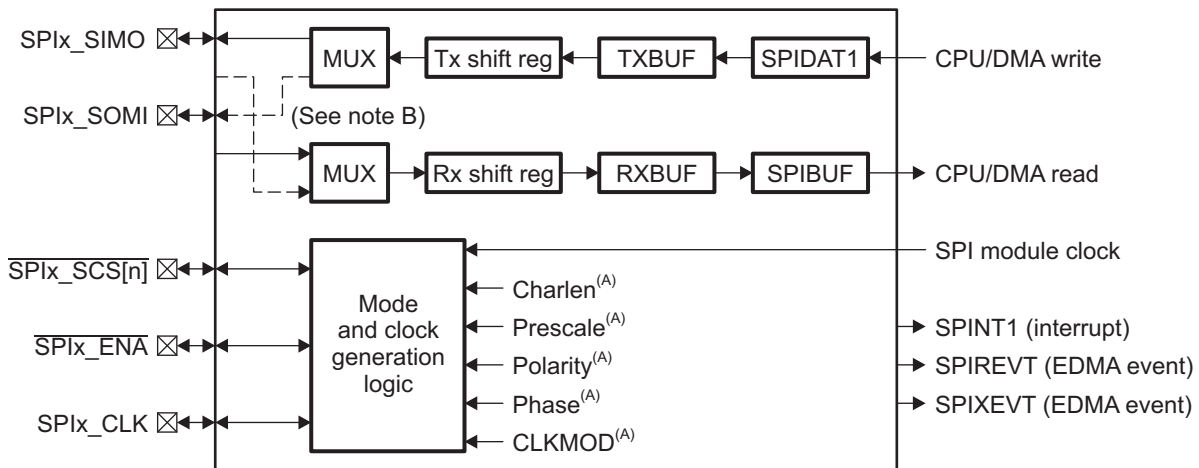 SPIx_SIMO MUX Tx shift reg TXBUF SPIDAT1 CPU/DMA write
SPIx_SOMI (See note B)
MUX Rx shift reg RXBUF SPIBUF CPU/DMA read
SPI module clock
SPIx_SCS[n]
Charlen(A)
Mode
and clock
generation
logic
Prescale(A)
SPINT1 (interrupt)
SPIx_ENA
Polarity(A)
SPIREVT (EDMA event)
Phase(A)
SPIXEVT (EDMA event)
SPIx_CLK
CLKMOD(A)